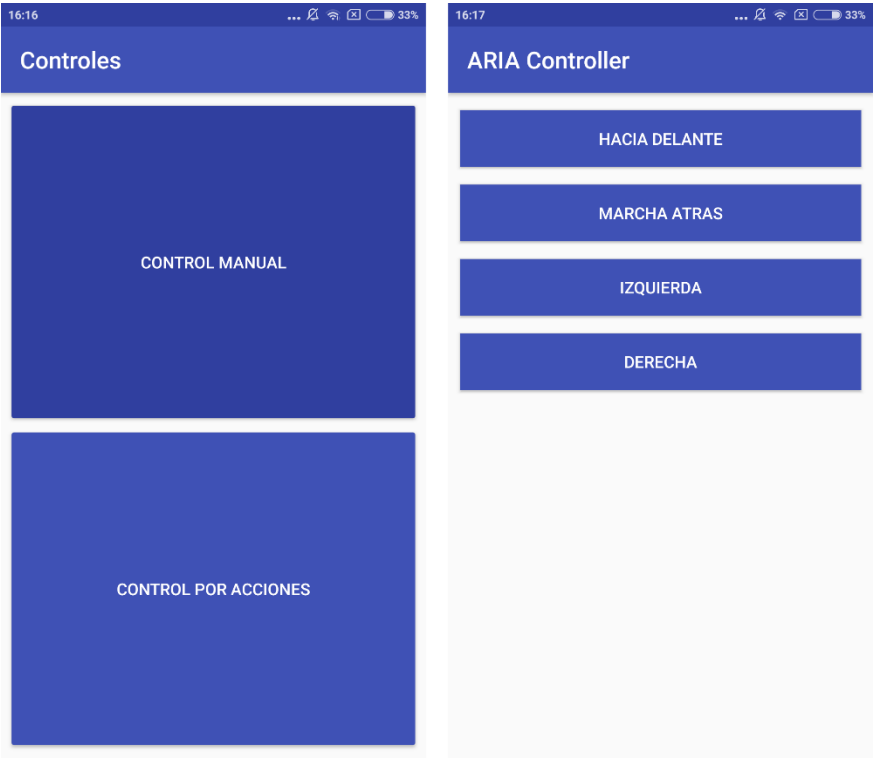 16:16 ... 33%
Controles
CONTROL MANUAL
CONTROL POR ACCIONES
16:17 ... 33%
ARIA Controller
HACIA DELANTE
MARCHA ATRAS
IZQUIERDA
DERECHA